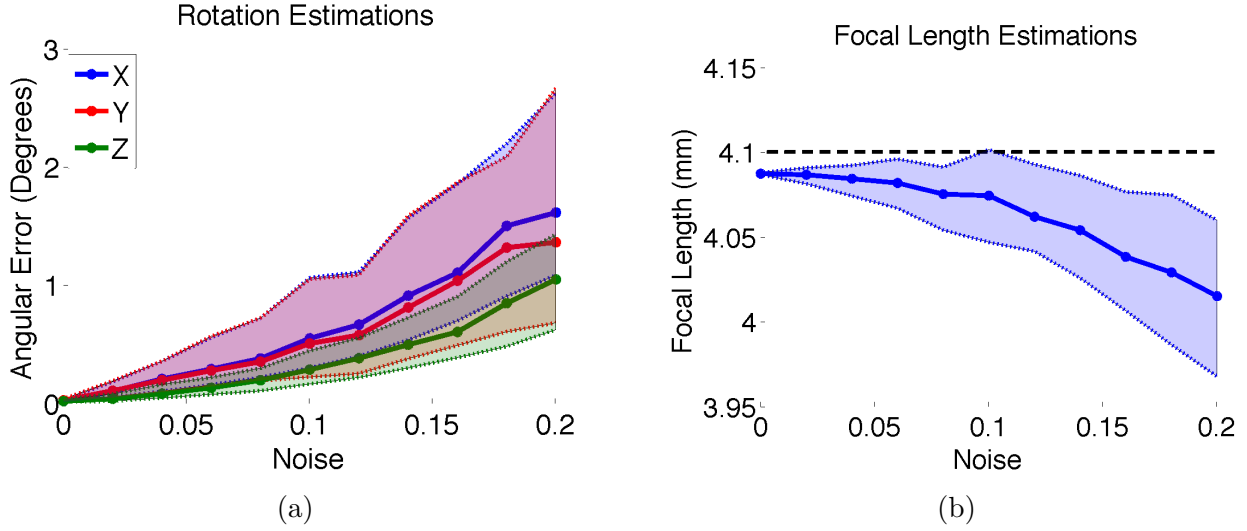 Rotation Estimations
Angular Error (Degrees)
3
2
1
0
X
Y
Z
0 0.05 0.1 0.15 0.2
Noise
(a)
Focal Length Estimations
Focal Length (mm)
4.15
4.1
4.05
4
3.95
0 0.05 0.1 0.15 0.2
Noise
(b)